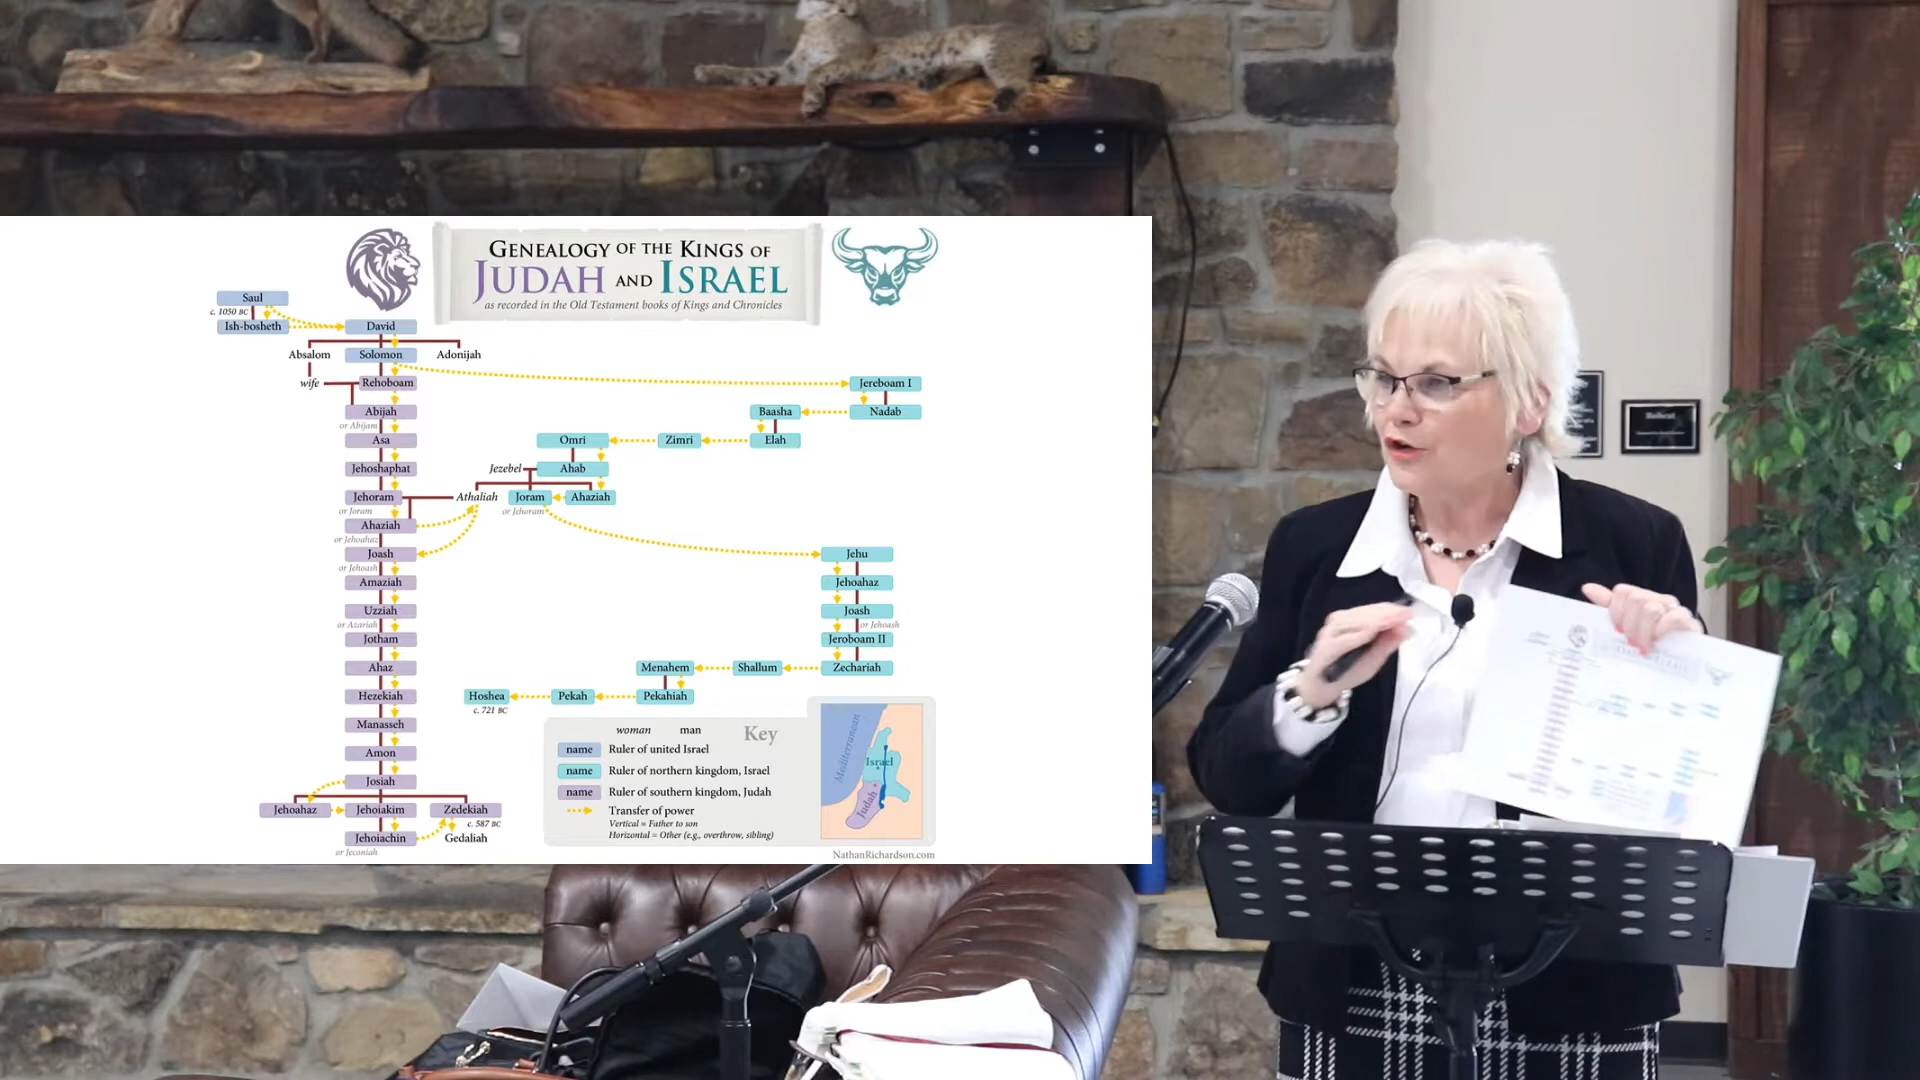 GENEALOGY OF THE KINGS OF
JUDAH AND ISRAEL
as recorded in the Old Testament books of Kings and Chronicles
Saul
c. 1050 BC
Ish-bosheth
David
Absalom
Solomon
Adonijah
wife
Rehoboam
Jereboam I
Abijah
or Abijam
Baasha
Nadab
Asa
Omri
Zimri
Elah
Jehoshaphat
Jezebel
Ahab
Jehoram
or Joram
Athaliah
Joram
or Jehoram
Ahaziah
Ahaziah
or Jehoahaz
Joash
or Jehoash
Jehu
Amaziah
Jehoahaz
Uzziah
or Azariah
Joash
or Jehoash
Jotham
Jeroboam II
Ahaz
Menahem
Shallum
Zechariah
Hezekiah
Hoshea
c. 721 BC
Pekah
Pekahiah
Manasseh
Amon
Josiah
Jehoahaz
Jehoiakim
Zedekiah
c. 587 BC
Jehoiachin
or Jeconiah
Gedaliah
woman man
Key
name Ruler of united Israel
name Ruler of northern kingdom, Israel
name Ruler of southern kingdom, Judah
Transfer of power
Vertical = Father to son
Horizontal = Other (e.g., overthrow, sibling)
Mediterranean
Israel
Judah
NathanRichardson.com
Bobcat